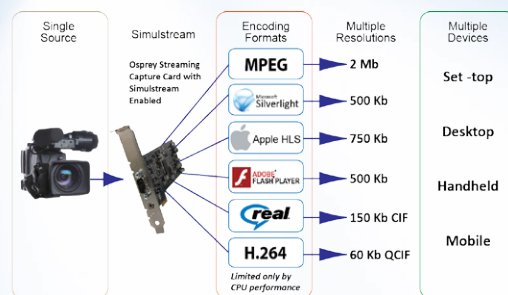 Single
Source
Simulstream
Encoding
Formats
Multiple
Resolutions
Multiple
Devices
Osprey Streaming
Capture Card with
Simulstream
Enabled
MPEG
2 Mb
Microsoft
Silverlight
500 Kb
Apple HLS
750 Kb
ADOBE
FLASH PLAYER
500 Kb
real
150 Kb CIF
H.264
60 Kb QCIF
Limited only by
CPU performance
Set -top
Desktop
Handheld
Mobile